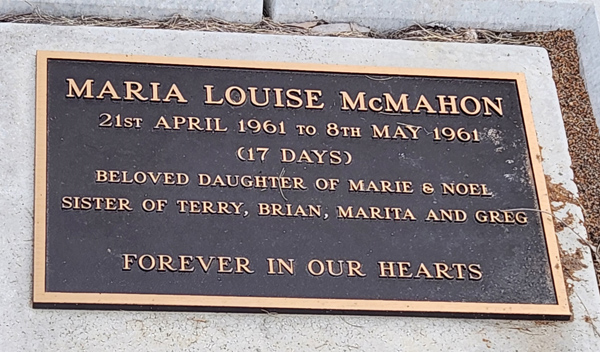 MARIA LOUISE McMAHON
21ST APRIL 1961 TO 8TH MAY 1961
(17 DAYS)
BELOVED DAUGHTER OF MARIE & NOEL
SISTER OF TERRY, BRIAN, MARITA AND GREG
FOREVER IN OUR HEARTS